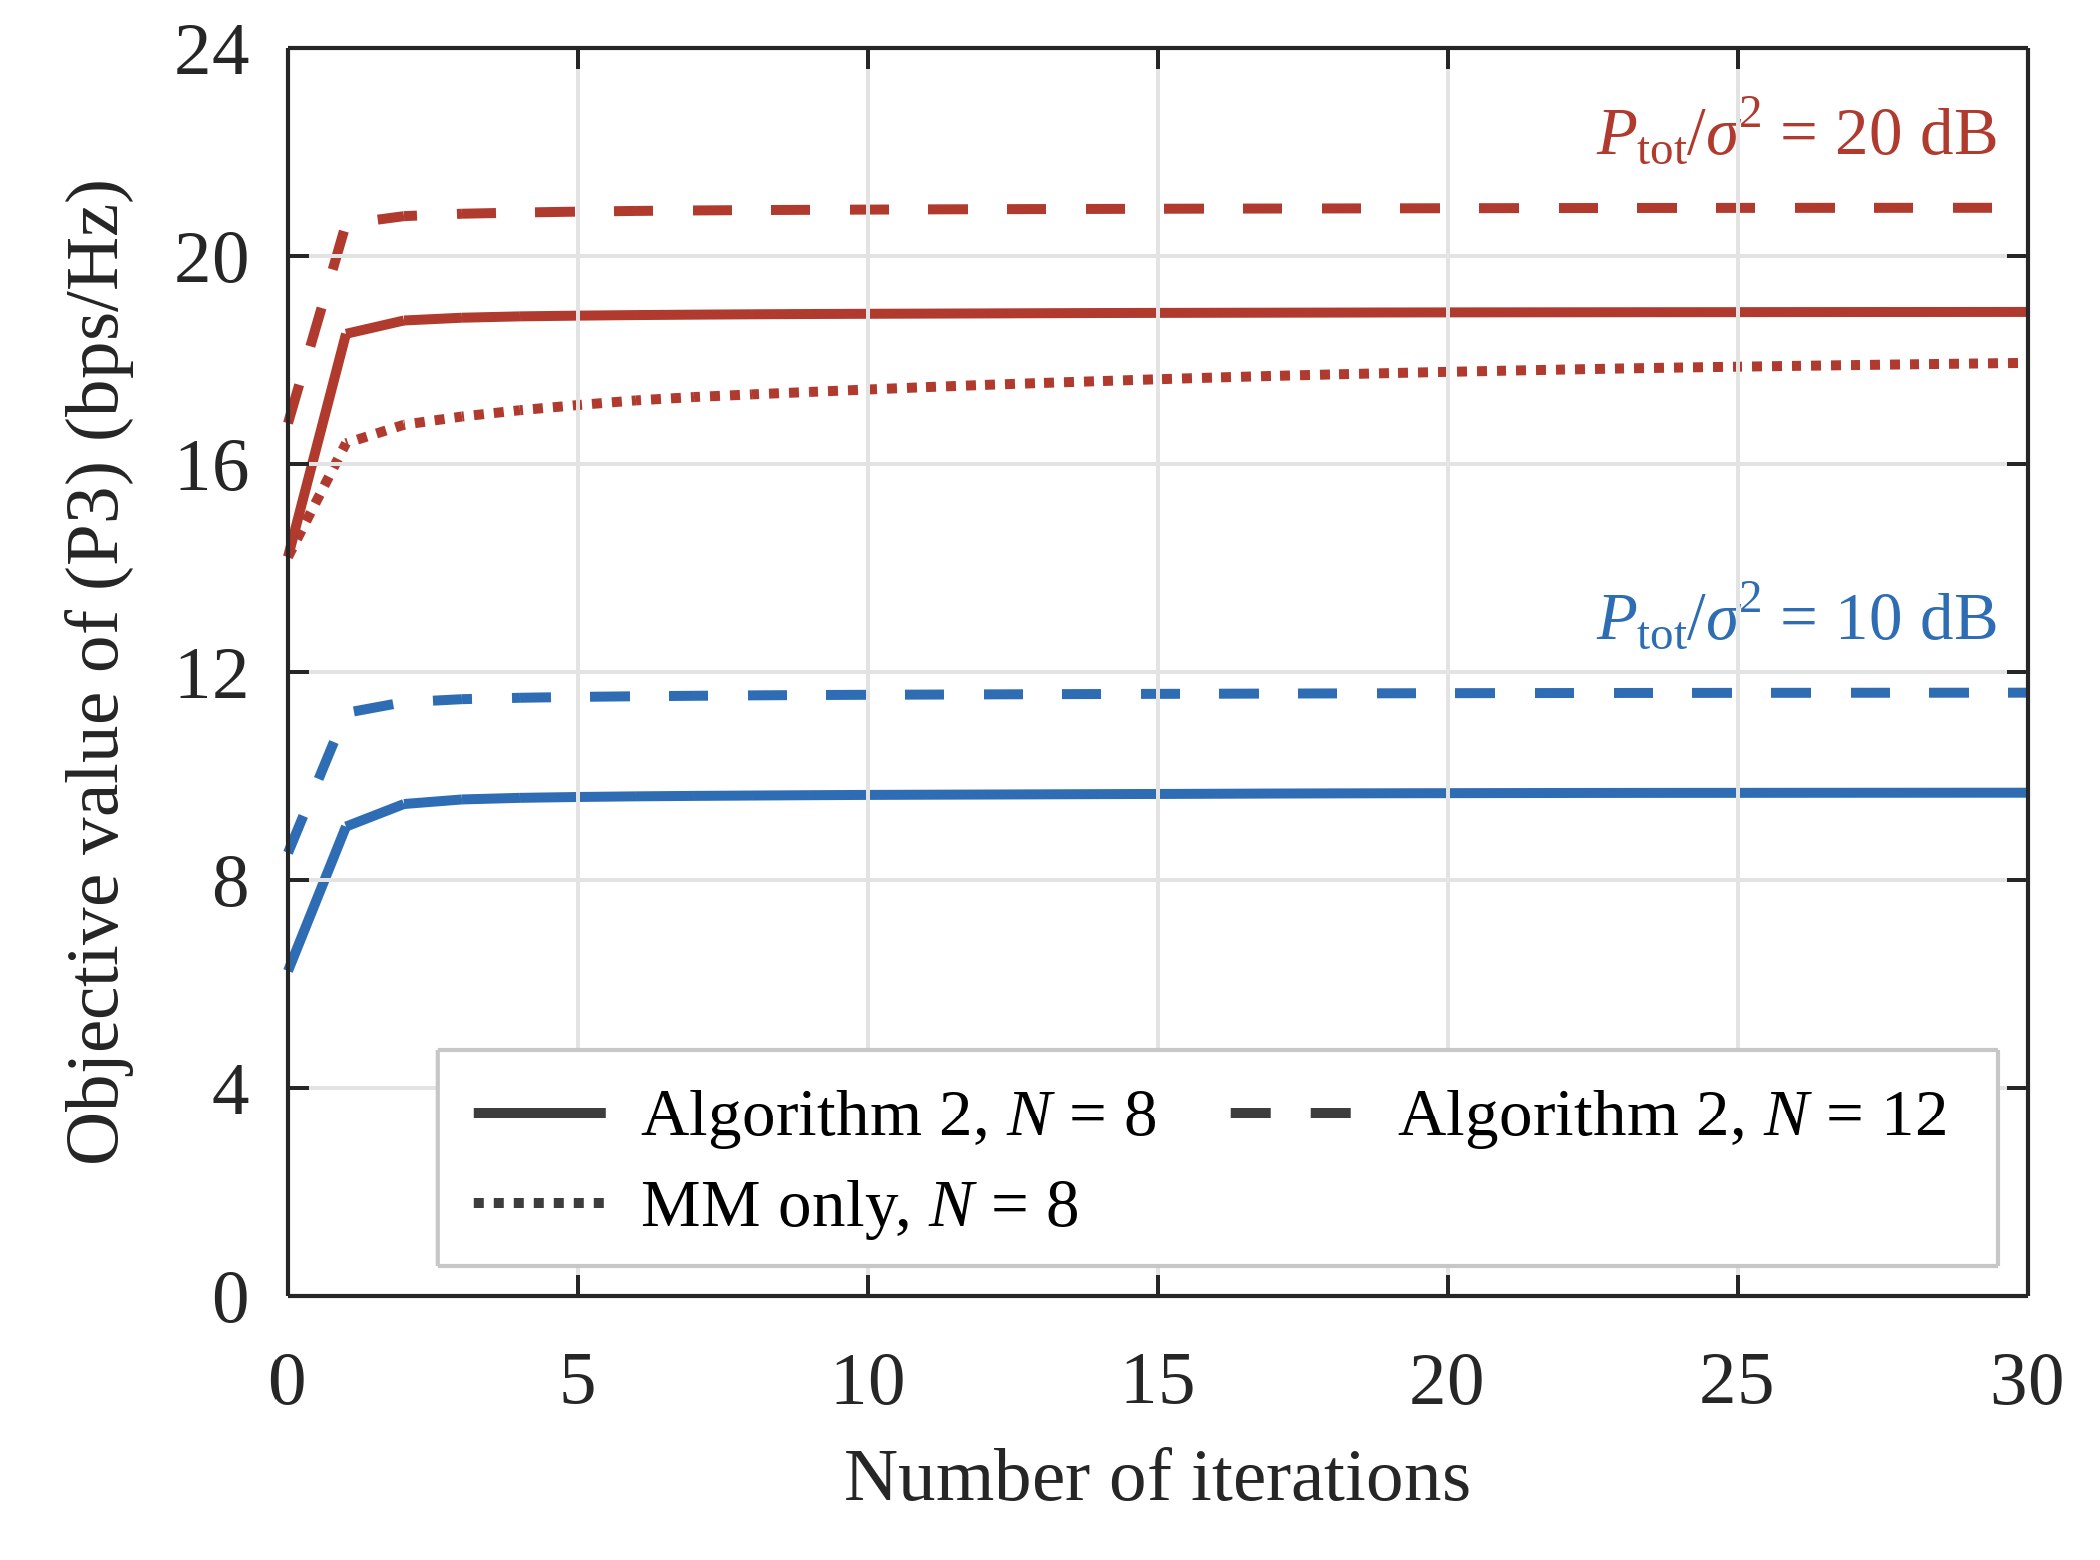 24
20
16
12
8
4
0
Objective value of (P3) (bps/Hz)
P_tot/σ² = 20 dB
P_tot/σ² = 10 dB
Algorithm 2, N = 8
Algorithm 2, N = 12
MM only, N = 8
0 5 10 15 20 25 30
Number of iterations